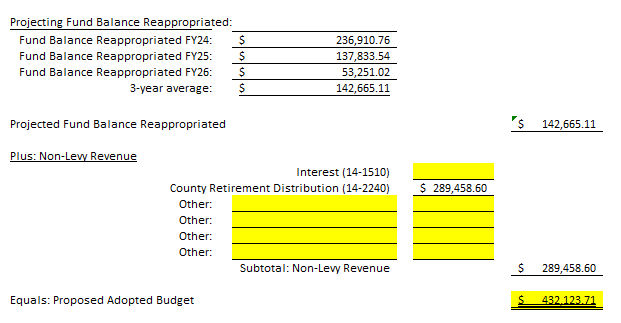 Projecting Fund Balance Reappropriated:
Fund Balance Reappropriated FY24: $ 236,910.76
Fund Balance Reappropriated FY25: $ 137,833.54
Fund Balance Reappropriated FY26: $ 53,251.02
3-year average: $ 142,665.11
Projected Fund Balance Reappropriated $ 142,665.11
Plus: Non-Levy Revenue
Interest (14-1510)
County Retirement Distribution (14-2240) $ 289,458.60
Other:
Other:
Other:
Other:
Subtotal: Non-Levy Revenue $ 289,458.60
Equals: Proposed Adopted Budget $ 432,123.71